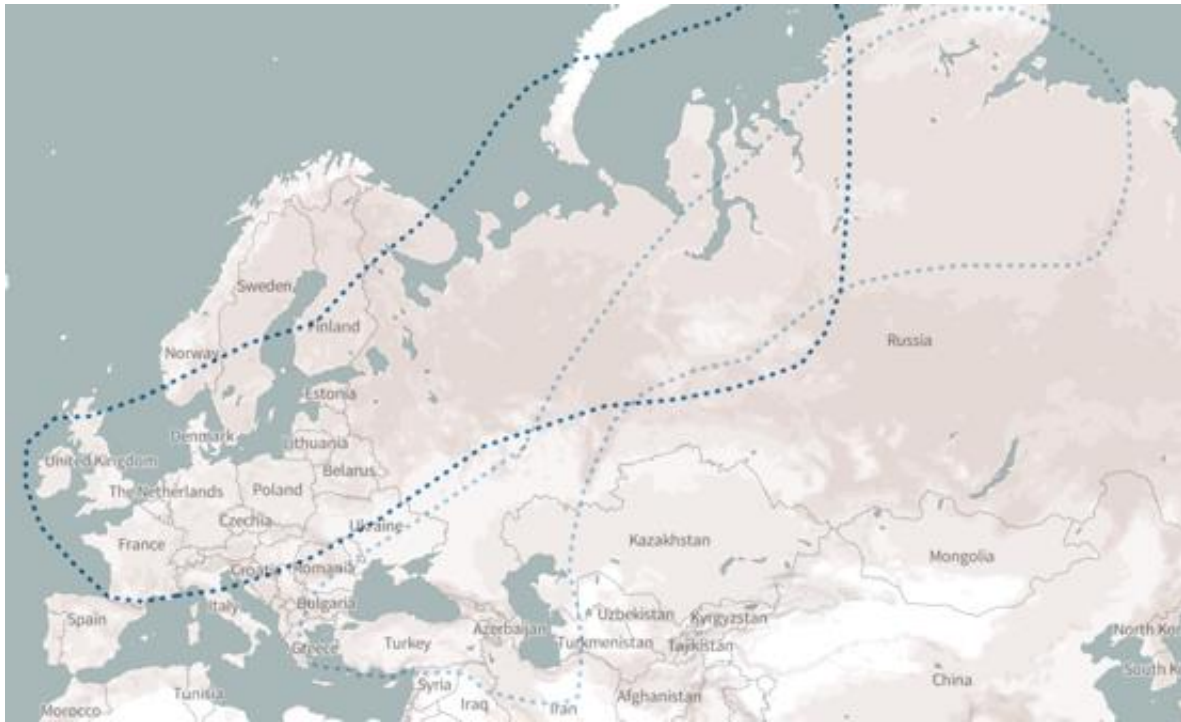 Sweden
Finland
Norway
Russia
Estonia
Denmark
Lithuania
United Kingdom
Belarus
The Netherlands
Poland
Czechia
Ukraine
France
Kazakhstan
Mongolia
Croatia
Romania
Italy
Bulgaria
Spain
Uzbekistan
Kyrgyzstan
Azerbaijan
Turkmenistan
Tajikistan
North Ko
Greece
Turkey
South K
Syria
China
Tunisia
Iraq
Iran
Afghanistan
Morocco